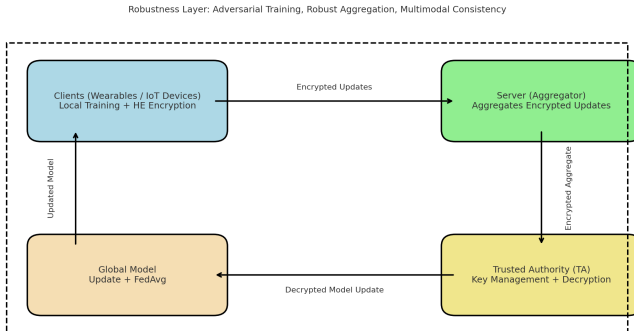 Robustness Layer: Adversarial Training, Robust Aggregation, Multimodal Consistency
Clients (Wearables / IoT Devices)
Local Training + HE Encryption
Encrypted Updates
Server (Aggregator)
Aggregates Encrypted Updates
Updated Model
Encrypted Aggregate
Global Model
Update + FedAvg
Decrypted Model Update
Trusted Authority (TA)
Key Management + Decryption